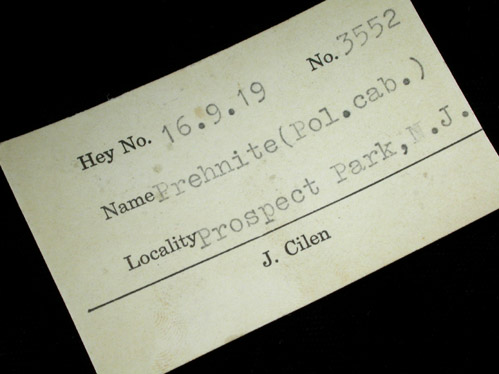 Hey No. 16.9.19 No. 3552
Name Prehnite(Pol.cab.)
Locality Prospect Park, N.J.
J. Cilen